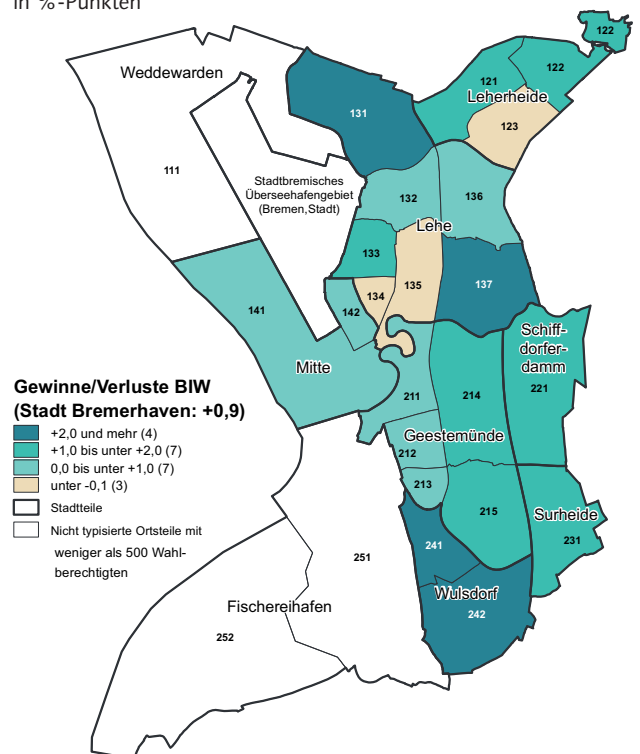 in %-Punkten
122
Weddewarden
121
122
Leherheide
131
123
111
Stadtbremisches
Überseehafengebiet
(Bremen,Stadt)
132
136
Lehe
133
135
134
137
141
142
Schiff-
dorfer-
damm
Mitte
221
211
214
Gewinne/Verluste BIW
(Stadt Bremerhaven: +0,9)
+2,0 und mehr (4)
+1,0 bis unter +2,0 (7)
0,0 bis unter +1,0 (7)
unter -0,1 (3)
Stadtteile
Nicht typisierte Ortsteile mit
weniger als 500 Wahl-
berechtigten
Geestemünde
212
213
215
Surheide
231
241
251
Wulsdorf
Fischereihafen
242
252